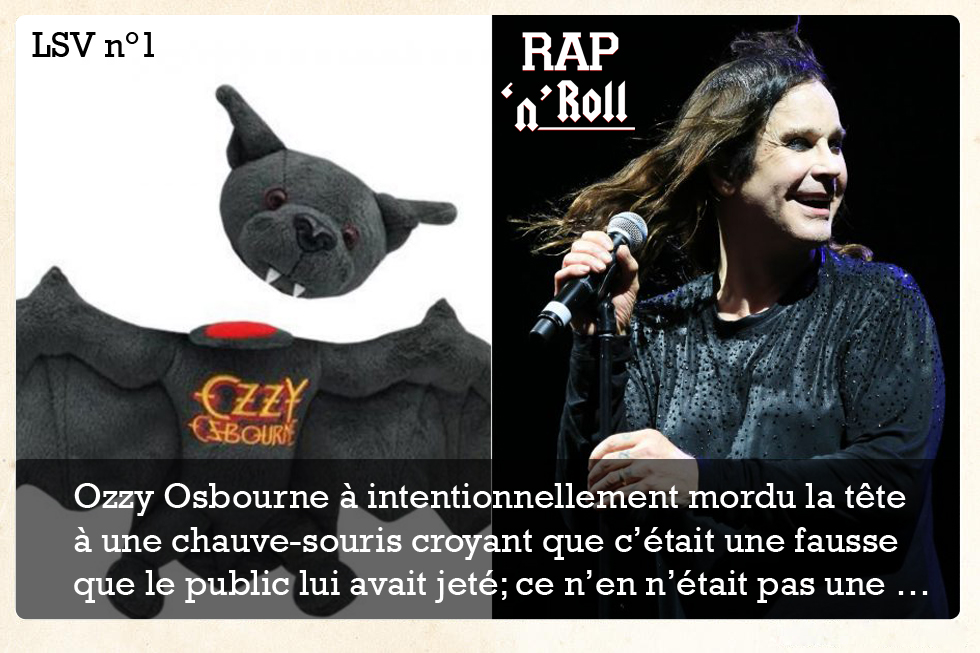 LSV n°1
RAP
'n' Roll
OZZY
OSBOURNE
Ozzy Osbourne à intentionnellement mordu la tête
à une chauve-souris croyant que c'était une fausse
que le public lui avait jeté; ce n'en n'était pas une ...